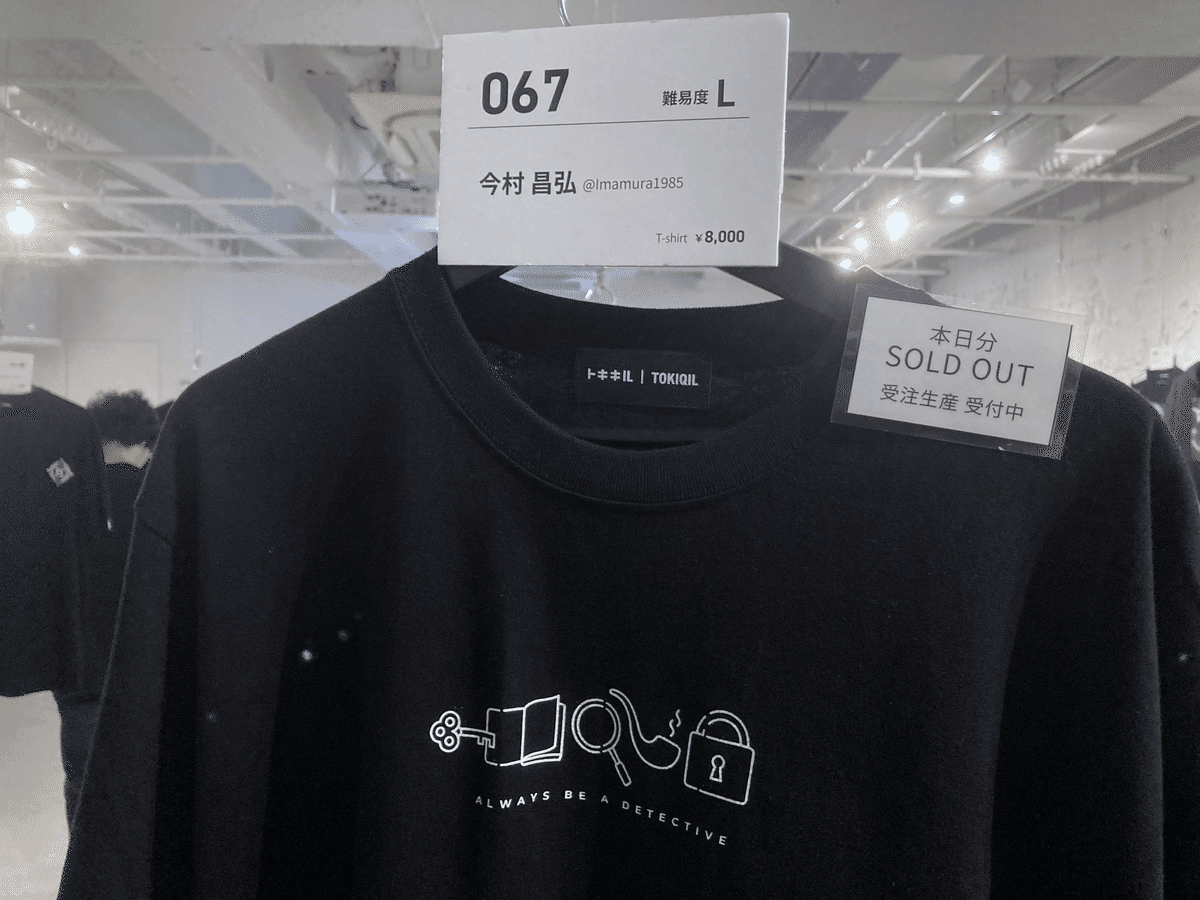 067 難易度 L
今村 昌弘 @Imamura1985
T-shirt ¥8,000
トキキIL | TOKIQIL
本日分
SOLD OUT
受注生産 受付中
ALWAYS BE A DETECTIVE